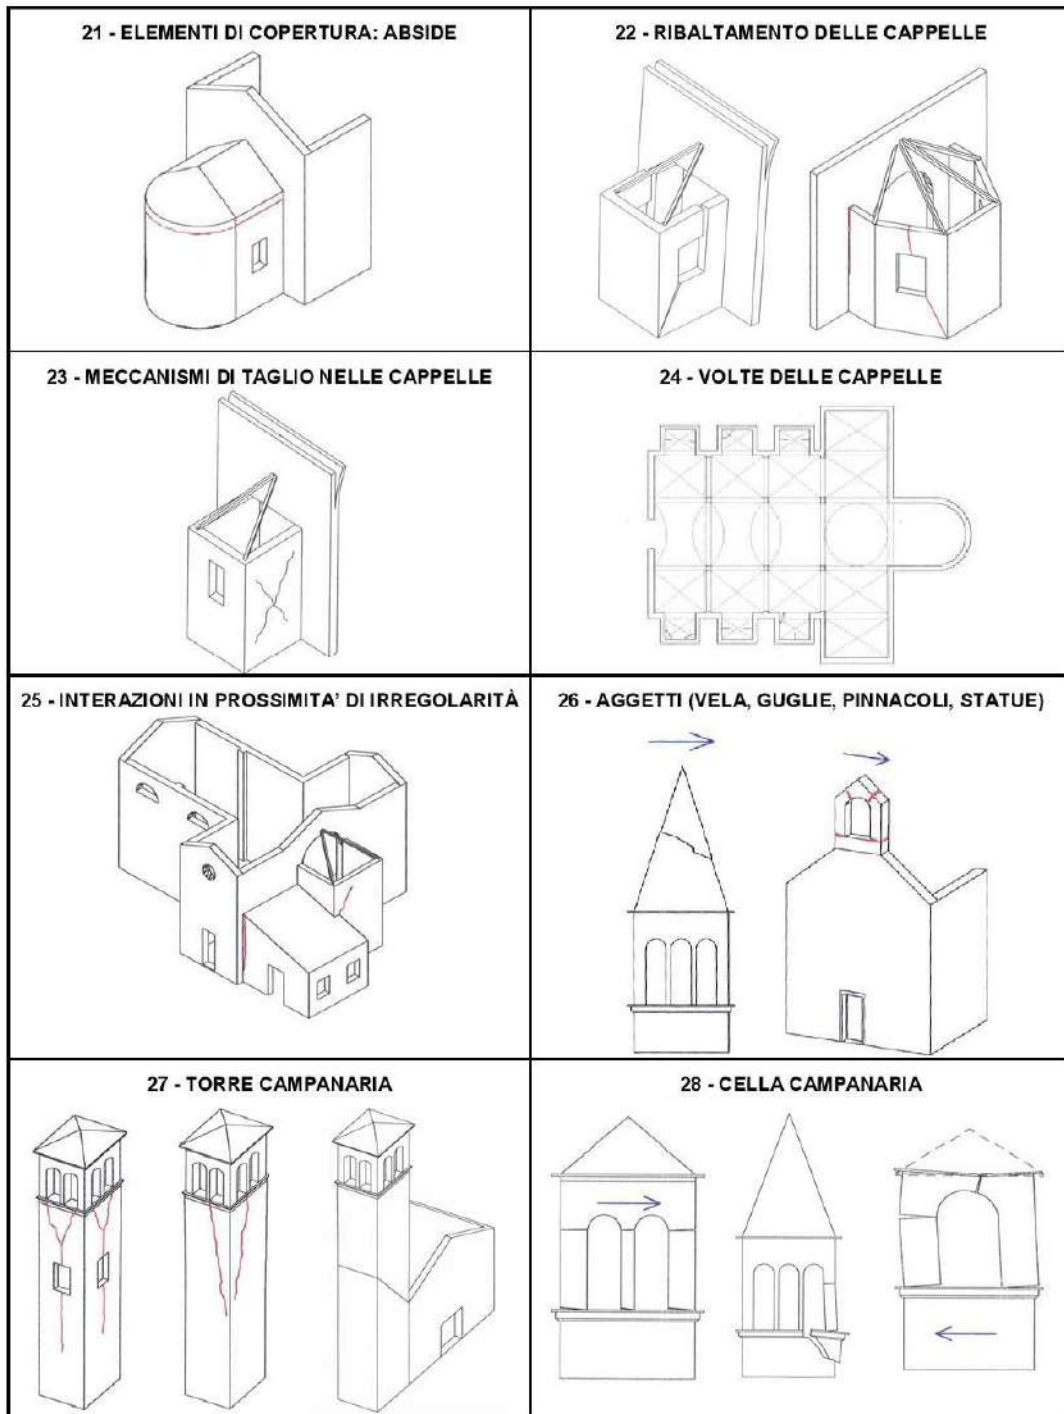 21 - ELEMENTI DI COPERTURA: ABSIDE
22 - RIBALTAMENTO DELLE CAPPELLE
23 - MECCANISMI DI TAGLIO NELLE CAPPELLE
24 - VOLTE DELLE CAPPELLE
25 - INTERAZIONI IN PROSSIMITA' DI IRREGOLARITÀ
26 - AGGETTI (VELA, GUGLIE, PINNACOLI, STATUE)
27 - TORRE CAMPANARIA
28 - CELLA CAMPANARIA